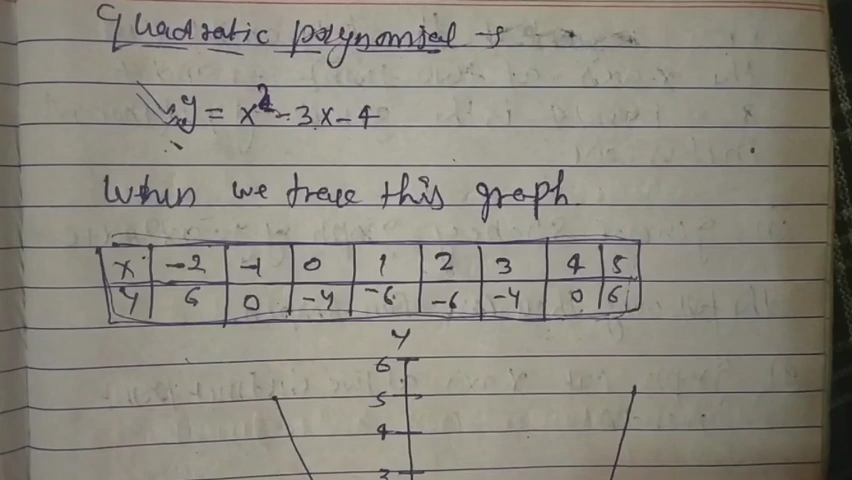 Quadratic polynomial →
y = x² - 3x - 4
When we trace this graph
x -2 -1 0 1 2 3 4 5
y 6 0 -4 -6 -6 -4 0 6
y
6
5
4
3